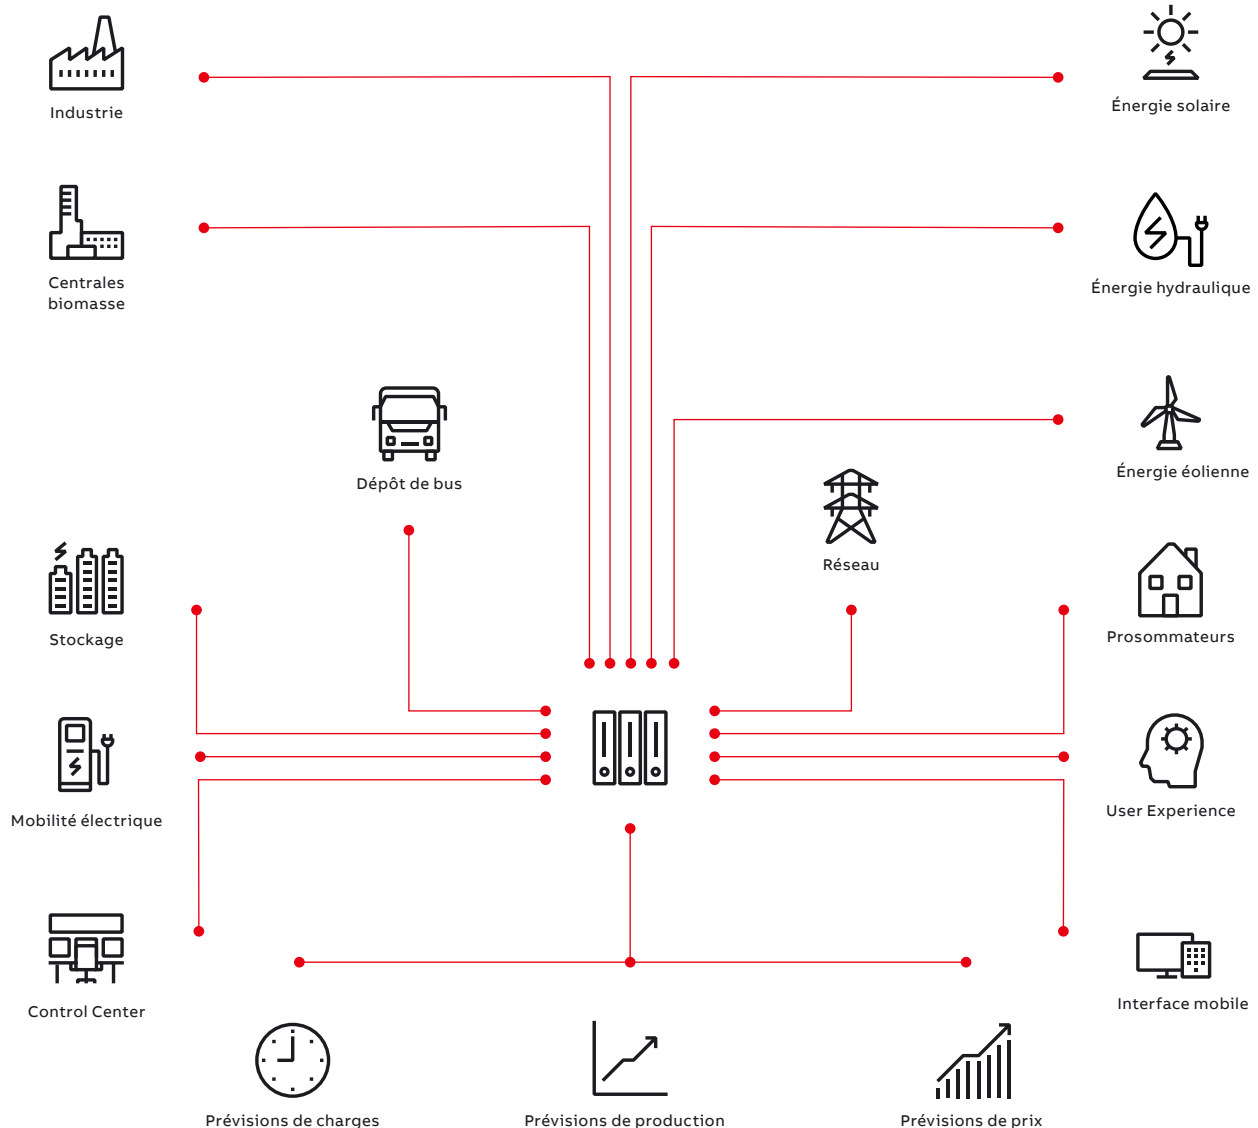 Industrie
Énergie solaire
Centrales
biomasse
Énergie hydraulique
Énergie éolienne
Dépôt de bus
Réseau
Stockage
Prosommateurs
Mobilité électrique
User Experience
Control Center
Interface mobile
Prévisions de charges
Prévisions de production
Prévisions de prix